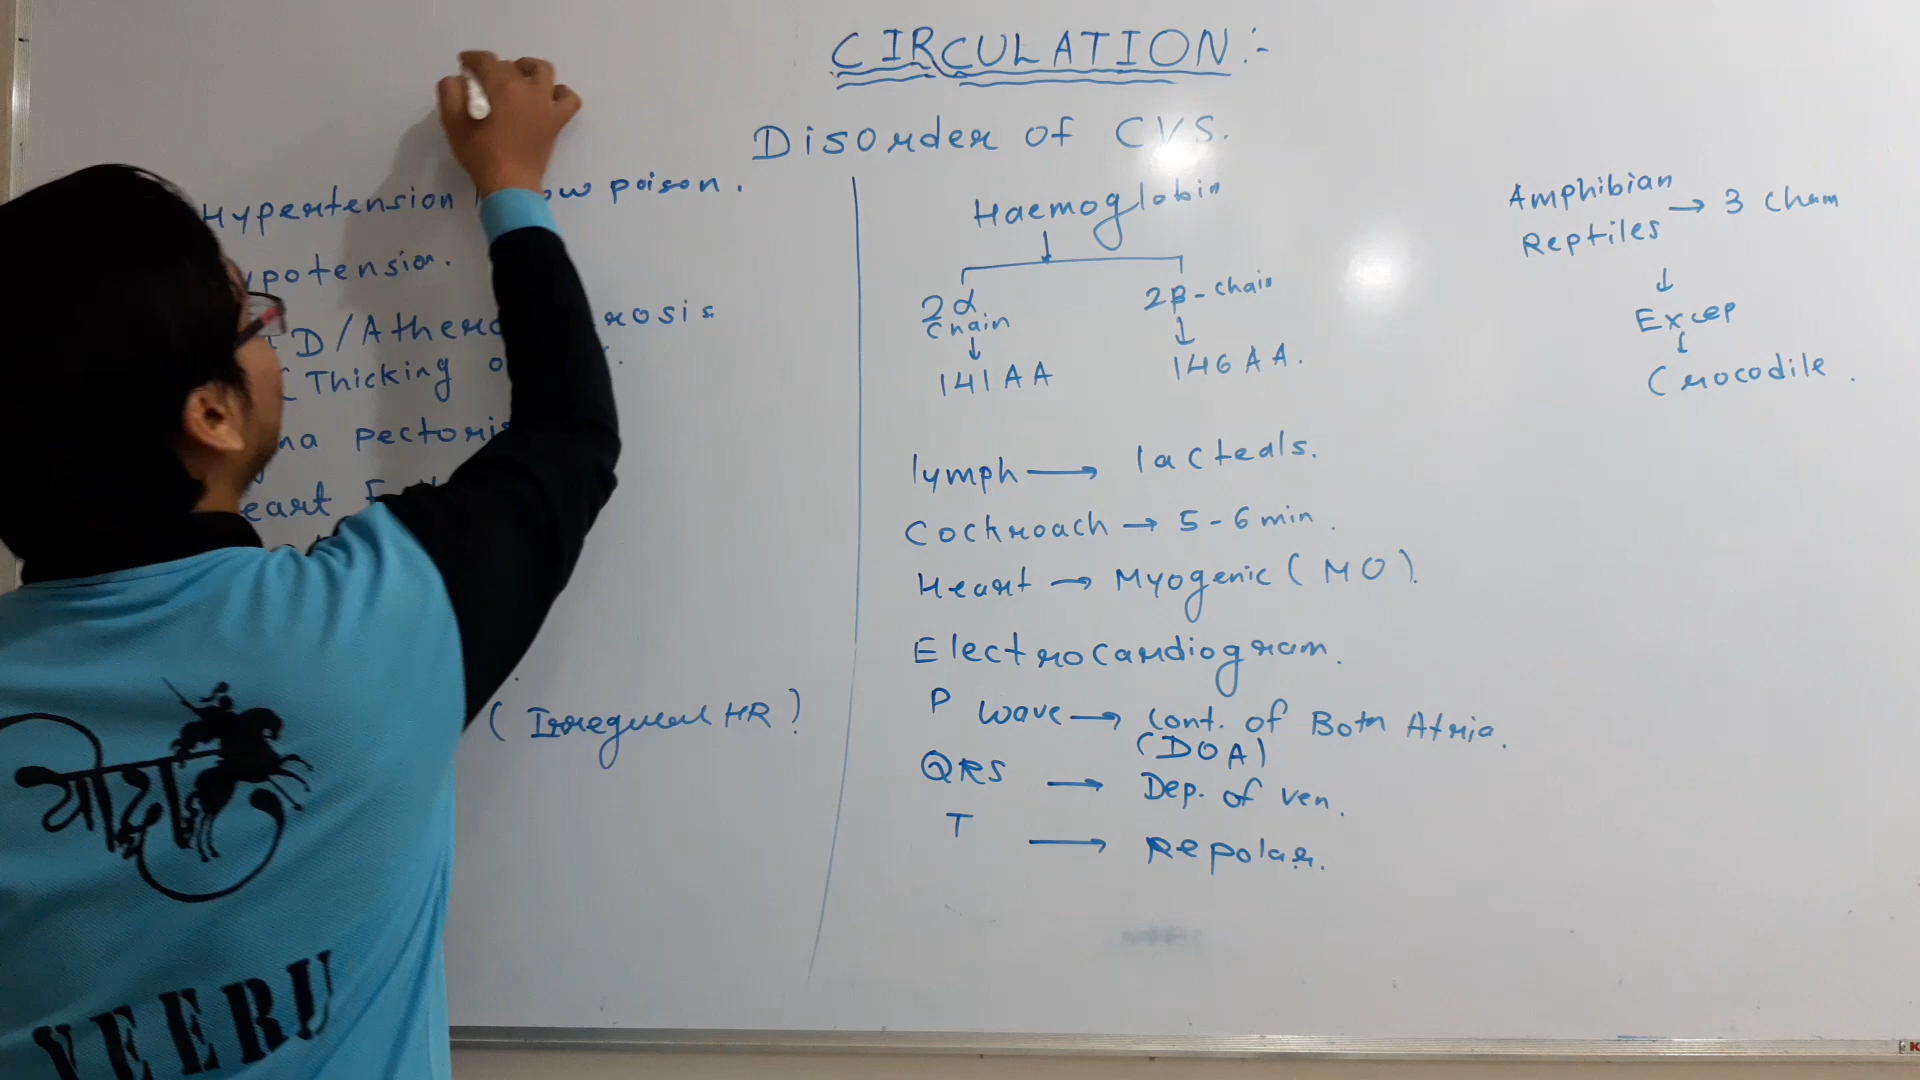 CIRCULATION :-
Disorder of CVS.
Hypertension poison.
potension.
D/Athero rosis
(Thicking
na pectoris
eart
(Irregular HR)
Haemoglobin
2α chain
2β-chain
141 AA
146 AA.
lymph → lacteals.
Cockroach → 5-6 min.
Heart → Myogenic (MO).
Electrocardiogram.
P wave → Cont. of Both Atria.
(DOA)
QRS → Dep. of ven.
T → Repolar.
Amphibian
Reptiles → 3 Cham
↓
Excep
↓
Crocodile.
योद्धा
VEERU
K